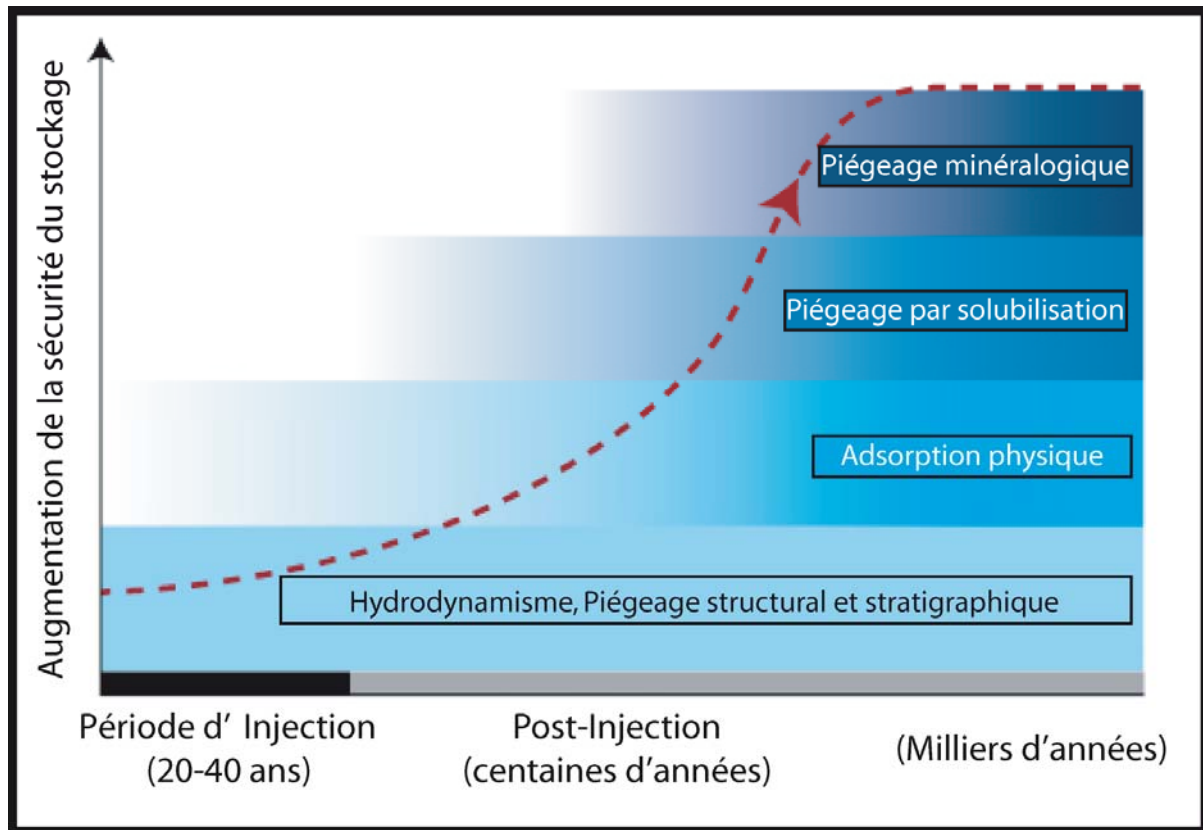 Augmentation de la sécurité du stockage
Piégeage minéralogique
Piégeage par solubilisation
Adsorption physique
Hydrodynamisme, Piégeage structural et stratigraphique
Période d' Injection
(20-40 ans)
Post-Injection
(centaines d'années)
(Milliers d'années)